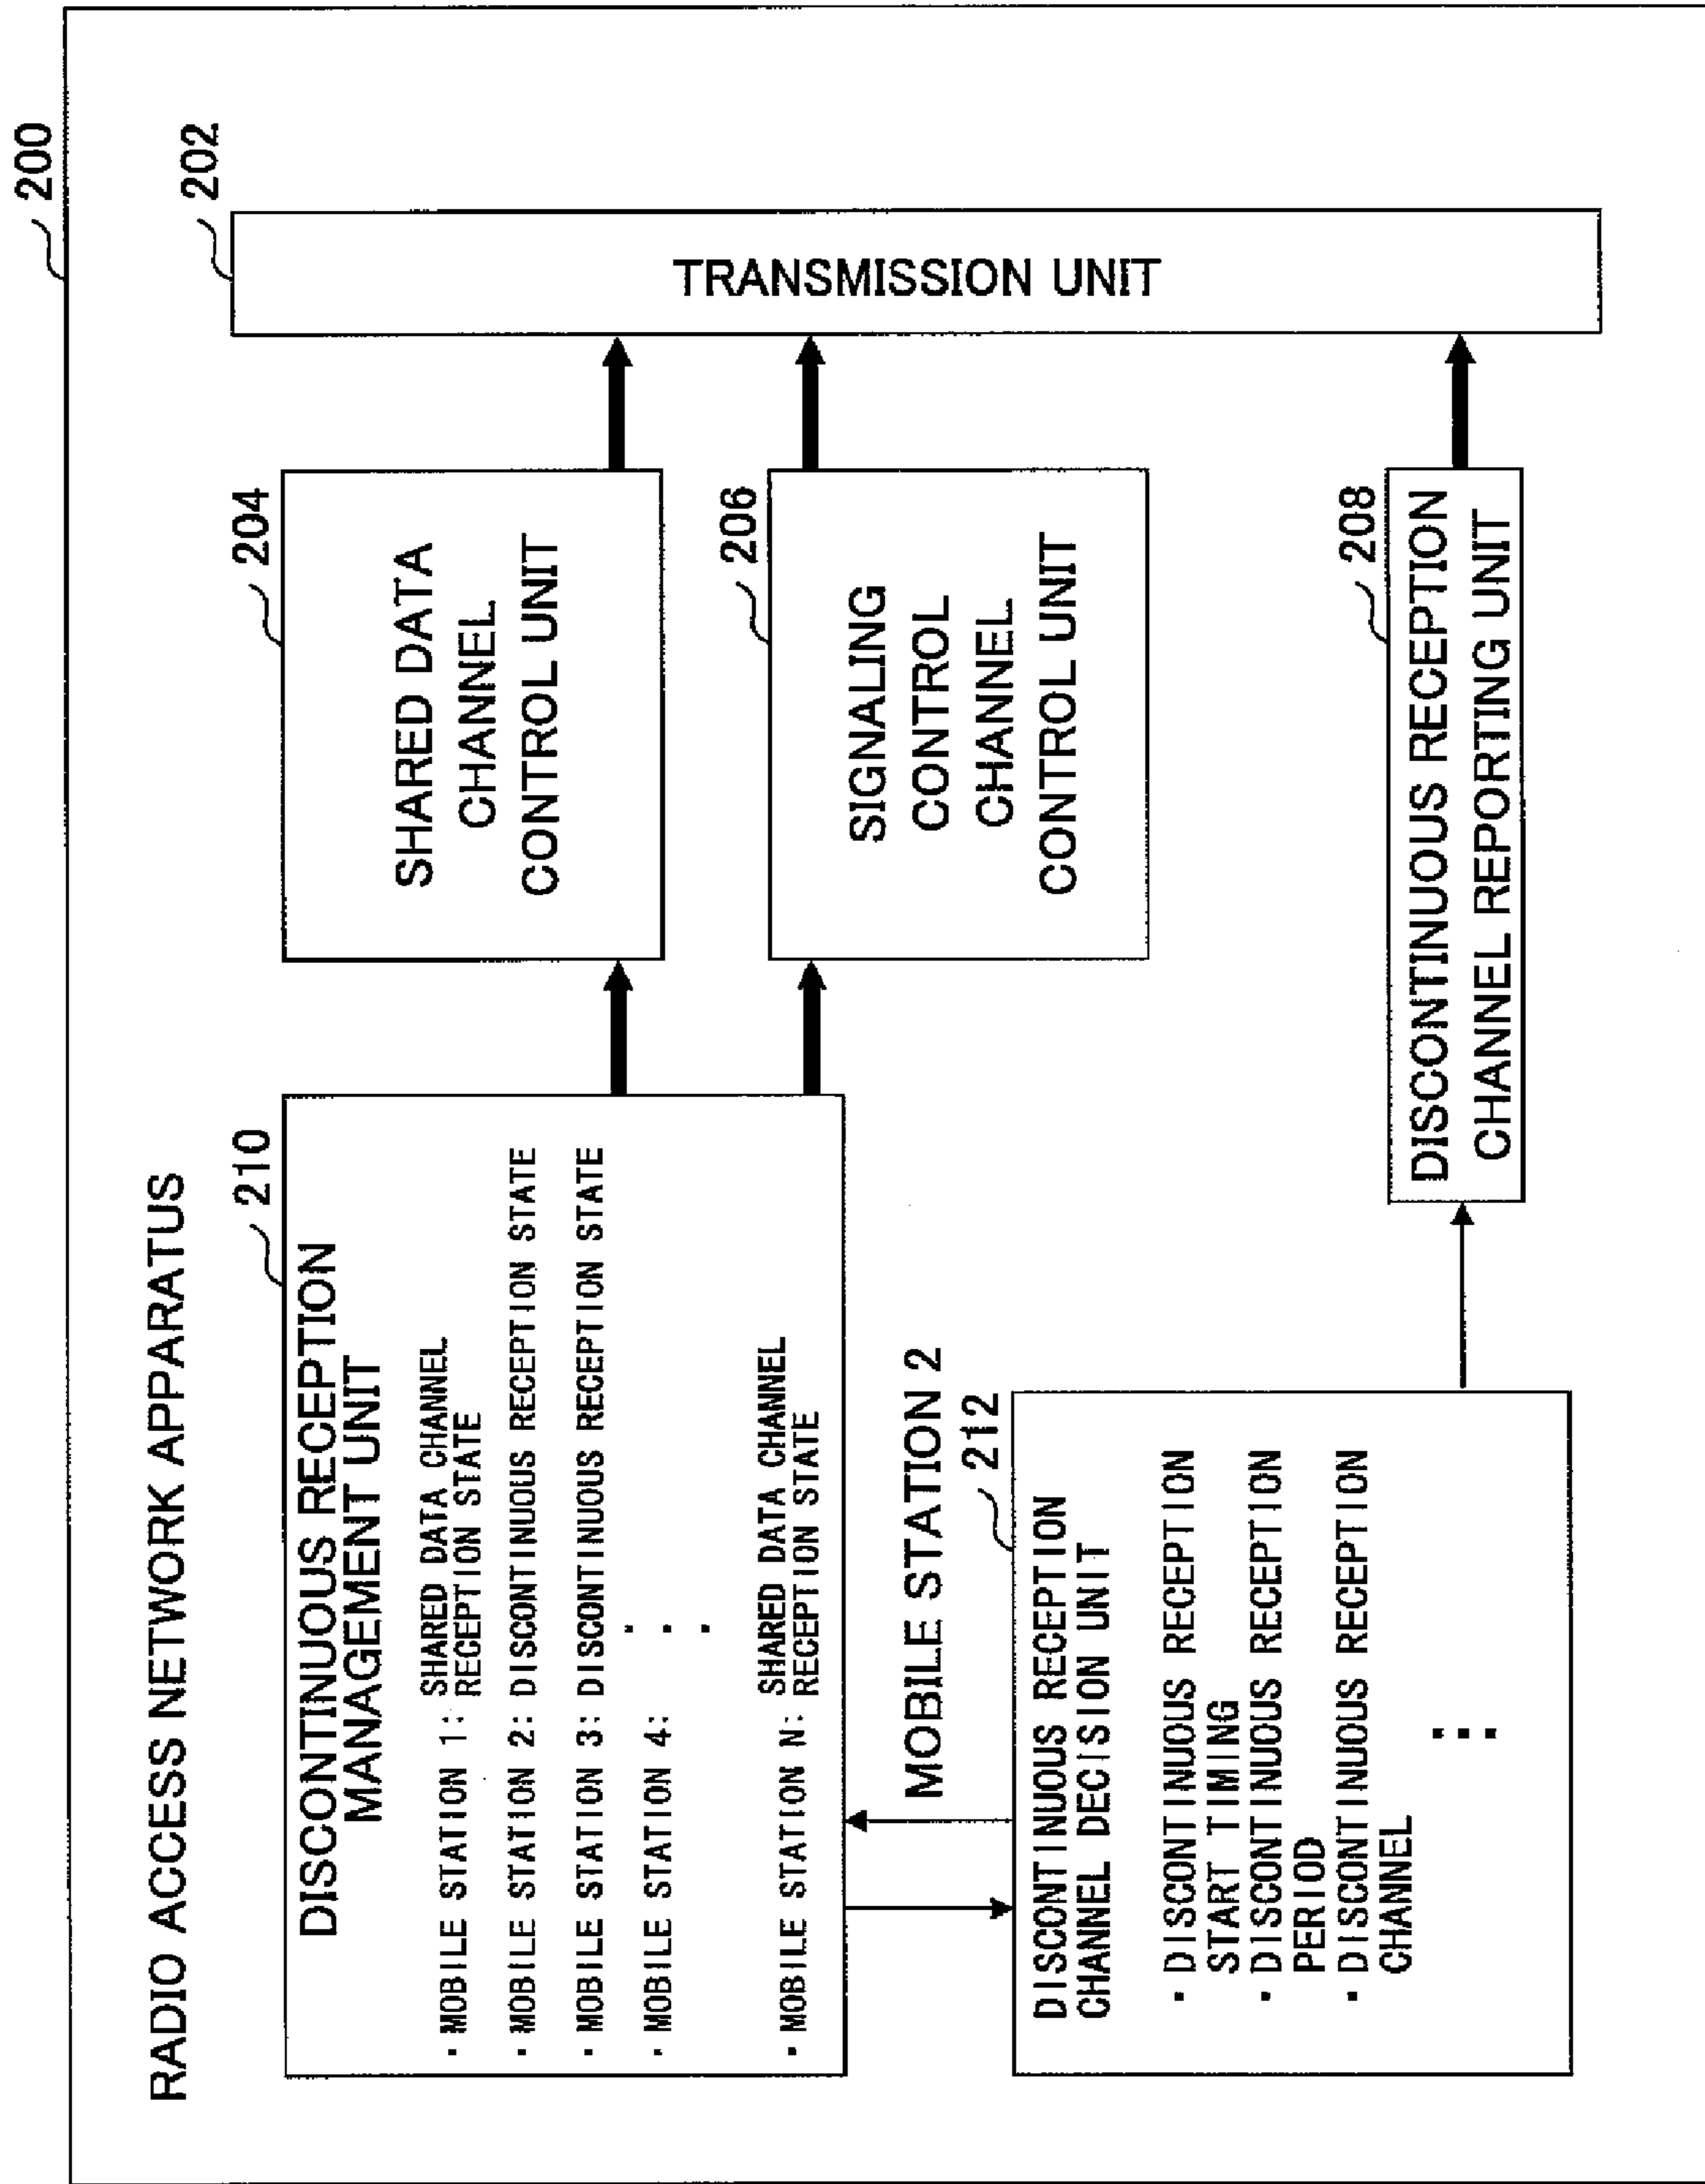 200
RADIO ACCESS NETWORK APPARATUS
202
TRANSMISSION UNIT
210
DISCONTINUOUS RECEPTION
MANAGEMENT UNIT
· MOBILE STATION 1: SHARED DATA CHANNEL
RECEPTION STATE
· MOBILE STATION 2: DISCONTINUOUS RECEPTION STATE
· MOBILE STATION 3: DISCONTINUOUS RECEPTION STATE
· MOBILE STATION 4:
· MOBILE STATION N: SHARED DATA CHANNEL
RECEPTION STATE
204
SHARED DATA
CHANNEL
CONTROL UNIT
206
SIGNALING
CONTROL
CHANNEL
CONTROL UNIT
MOBILE STATION 2
212
DISCONTINUOUS RECEPTION
CHANNEL DECISION UNIT
· DISCONTINUOUS RECEPTION
START TIMING
· DISCONTINUOUS RECEPTION
PERIOD
· DISCONTINUOUS RECEPTION
CHANNEL
208
DISCONTINUOUS RECEPTION
CHANNEL REPORTING UNIT